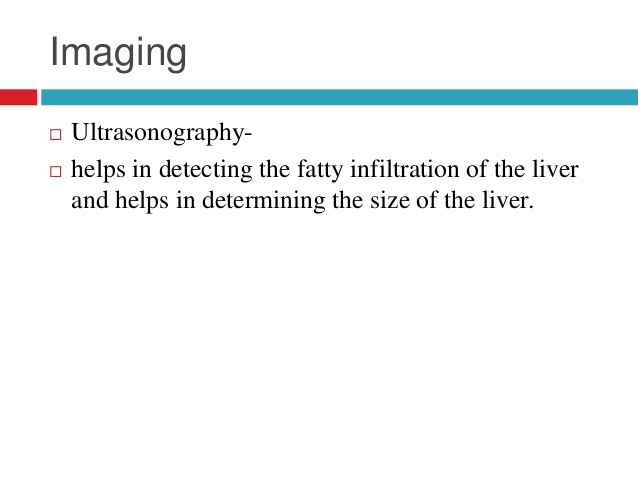 Imaging
Ultrasonography-
helps in detecting the fatty infiltration of the liver
and helps in determining the size of the liver.